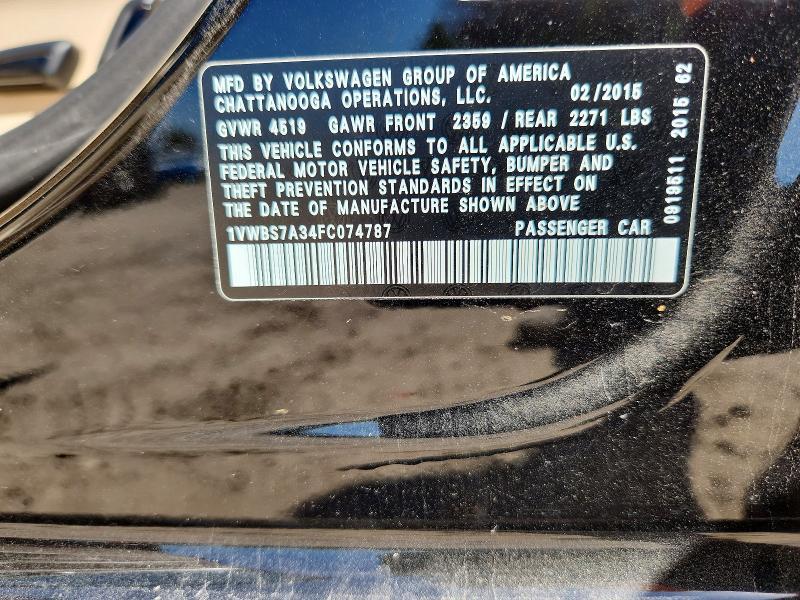 MFD BY VOLKSWAGEN GROUP OF AMERICA
CHATTANOOGA OPERATIONS, LLC. 02/2015
GVWR 4519 GAWR FRONT 2359 / REAR 2271 LBS
THIS VEHICLE CONFORMS TO ALL APPLICABLE U.S.
FEDERAL MOTOR VEHICLE SAFETY, BUMPER AND
THEFT PREVENTION STANDARDS IN EFFECT ON
THE DATE OF MANUFACTURE SHOWN ABOVE
1VWBS7A34FC074787 PASSENGER CAR
0919511 2015 62